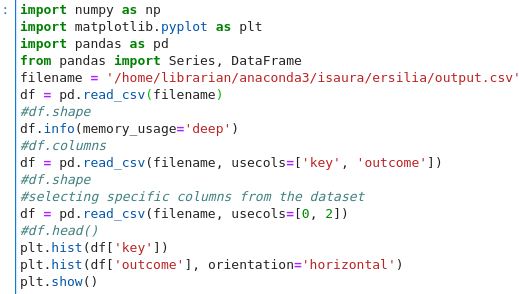 : import numpy as np
import matplotlib.pyplot as plt
import pandas as pd
from pandas import Series, DataFrame
filename = '/home/librarian/anaconda3/isaura/ersilia/output.csv'
df = pd.read_csv(filename)
#df.shape
df.info(memory_usage='deep')
#df.columns
df = pd.read_csv(filename, usecols=['key', 'outcome'])
#df.shape
#selecting specific columns from the dataset
df = pd.read_csv(filename, usecols=[0, 2])
#df.head()
plt.hist(df['key'])
plt.hist(df['outcome'], orientation='horizontal')
plt.show()